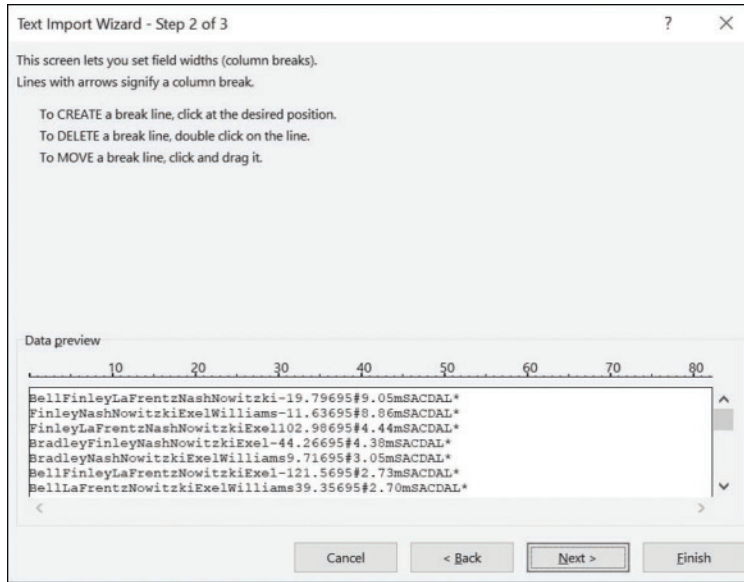 Text Import Wizard - Step 2 of 3 ? ×
This screen lets you set field widths (column breaks).
Lines with arrows signify a column break.
To CREATE a break line, click at the desired position.
To DELETE a break line, double click on the line.
To MOVE a break line, click and drag it.
Data preview
10 20 30 40 50 60 70 80
BellFinleyLaFrentzNashNowitzki-19.79695#9.05mSACDAL*
FinleyNashNowitzkiExelWilliams-11.63695#8.86mSACDAL*
FinleyLaFrentzNashNowitzkiExel102.98695#4.44mSACDAL*
BradleyFinleyNashNowitzkiExel-44.26695#4.38mSACDAL*
BradleyNashNowitzkiExelWilliams9.71695#3.05mSACDAL*
BellFinleyLaFrentzNowitzkiExel-121.5695#2.73mSACDAL*
BellLaFrentzNowitzkiExelWilliams39.35695#2.70mSACDAL*
Cancel < Back Next > Finish